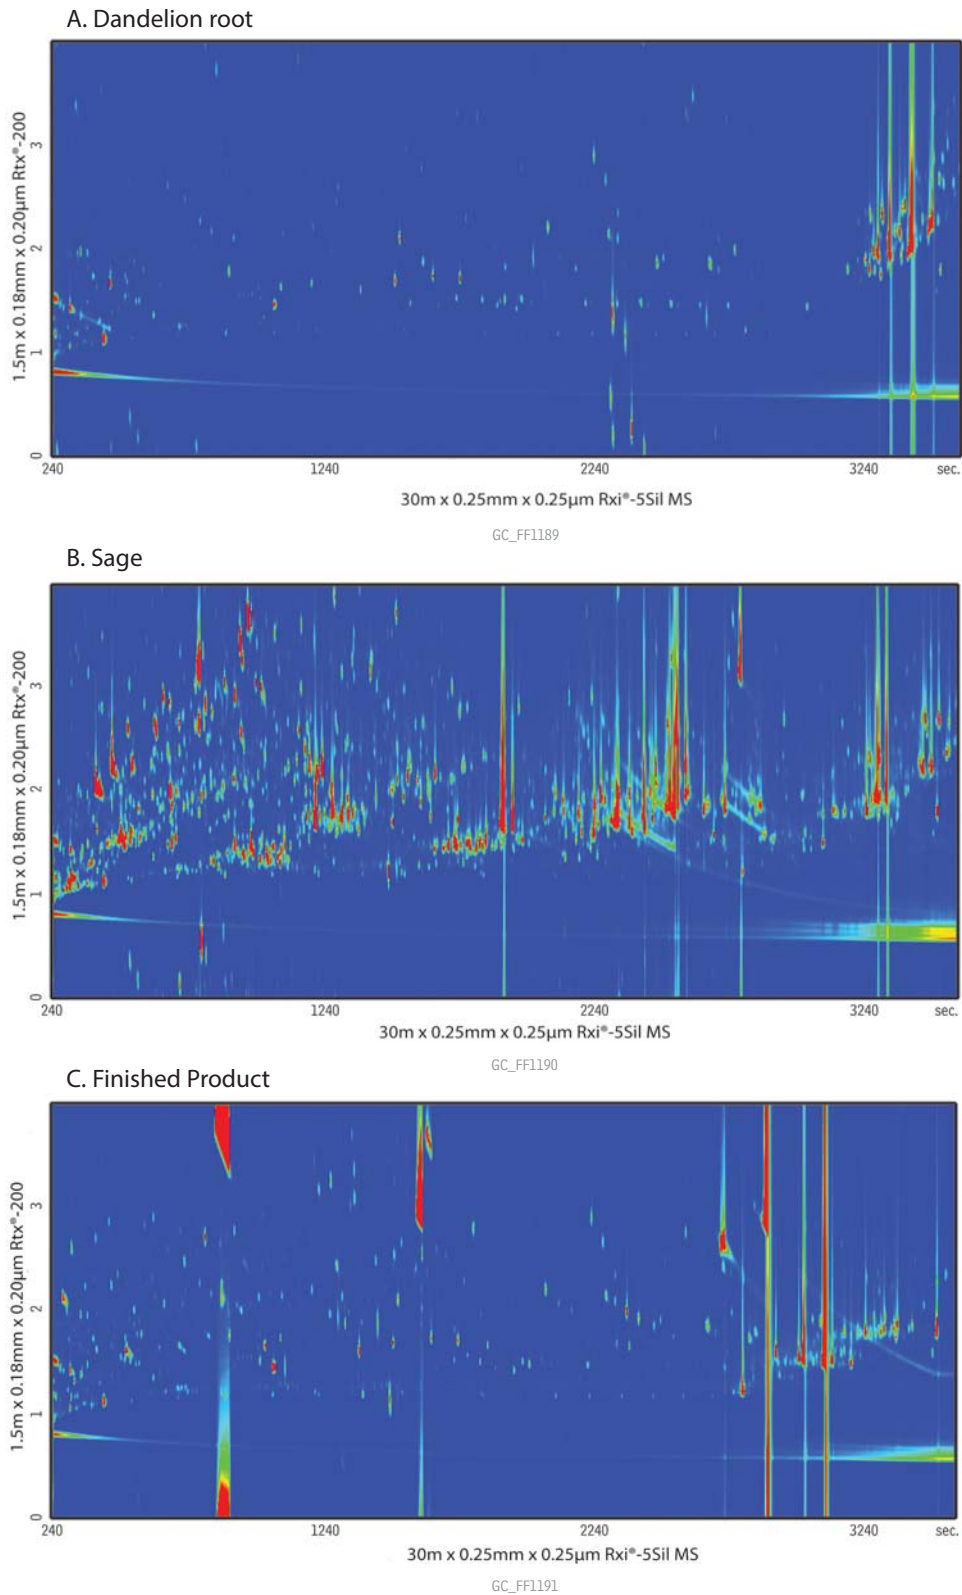 A. Dandelion root
1.5m x 0.18mm x 0.20µm Rtx®-200
3
2
1
0
240 1240 2240 3240 sec.
30m x 0.25mm x 0.25µm Rxi®-5Sil MS
GC_FF1189
B. Sage
1.5m x 0.18mm x 0.20µm Rtx®-200
3
2
1
0
240 1240 2240 3240 sec.
30m x 0.25mm x 0.25µm Rxi®-5Sil MS
GC_FF1190
C. Finished Product
1.5m x 0.18mm x 0.20µm Rtx®-200
3
2
1
0
240 1240 2240 3240 sec.
30m x 0.25mm x 0.25µm Rxi®-5Sil MS
GC_FF1191